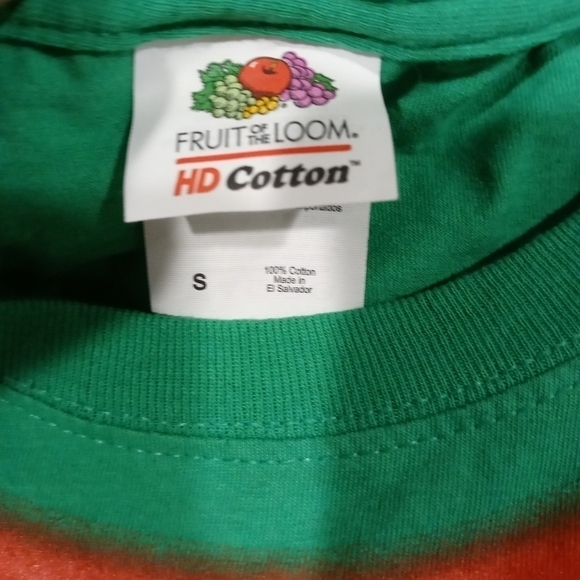 FRUIT OF THE LOOM®
HD Cotton™
S
100% Cotton
Made in
El Salvador